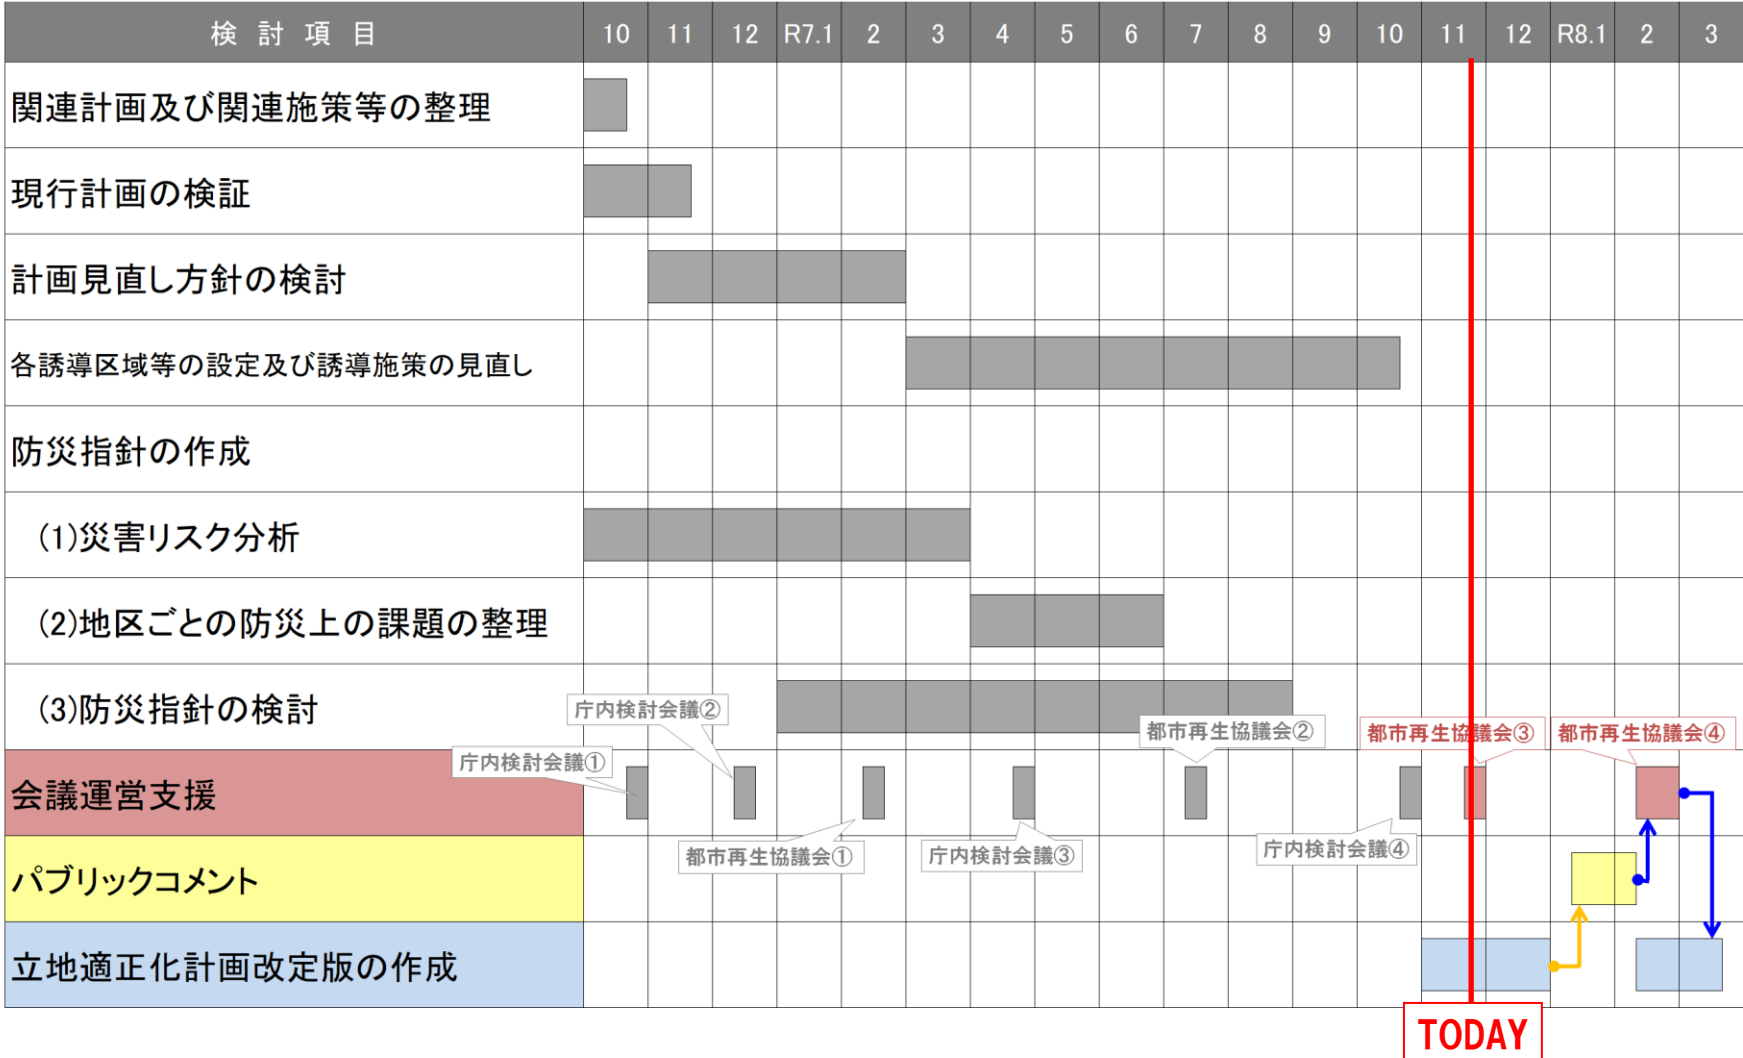 検討項目 10 11 12 R7.1 2 3 4 5 6 7 8 9 10 11 12 R8.1 2 3
関連計画及び関連施策等の整理
現行計画の検証
計画見直し方針の検討
各誘導区域等の設定及び誘導施策の見直し
防災指針の作成
(1)災害リスク分析
(2)地区ごとの防災上の課題の整理
(3)防災指針の検討
庁内検討会議②
都市再生協議会②
都市再生協議会③
都市再生協議会④
庁内検討会議①
会議運営支援
都市再生協議会①
庁内検討会議③
庁内検討会議④
パブリックコメント
立地適正化計画改定版の作成
TODAY